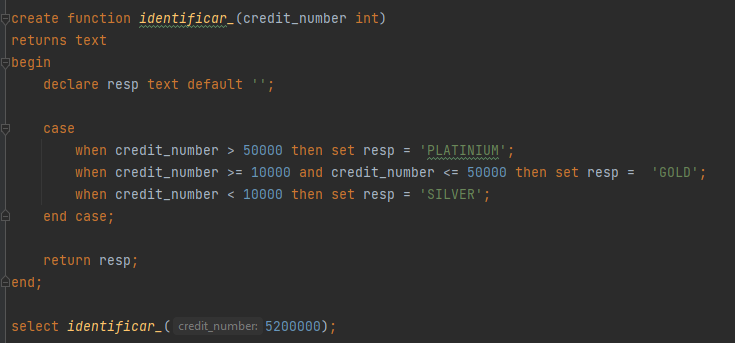 create function identificar_(credit_number int)
returns text
begin
    declare resp text default '';

    case
        when credit_number > 50000 then set resp = 'PLATINIUM';
        when credit_number >= 10000 and credit_number <= 50000 then set resp =  'GOLD';
        when credit_number < 10000 then set resp = 'SILVER';
    end case;

    return resp;
end;

select identificar_( credit_number: 5200000);